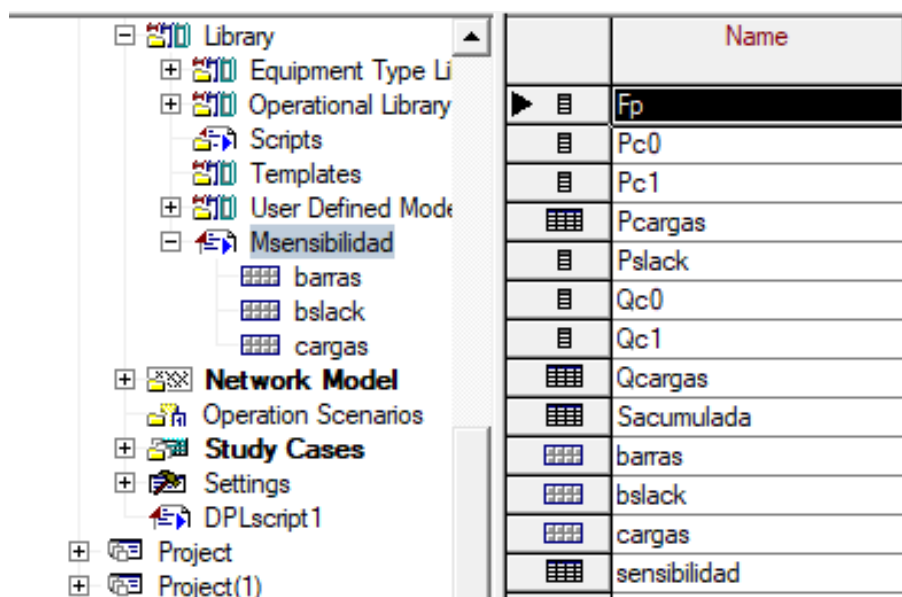 Library
Equipment Type Li
Operational Library
Scripts
Templates
User Defined Mode
Msensibilidad
barras
bslack
cargas
Network Model
Operation Scenarios
Study Cases
Settings
DPLscript1
Project
Project(1)
Name
Fp
Pc0
Pc1
Pcargas
Pslack
Qc0
Qc1
Qcargas
Sacumulada
barras
bslack
cargas
sensibilidad